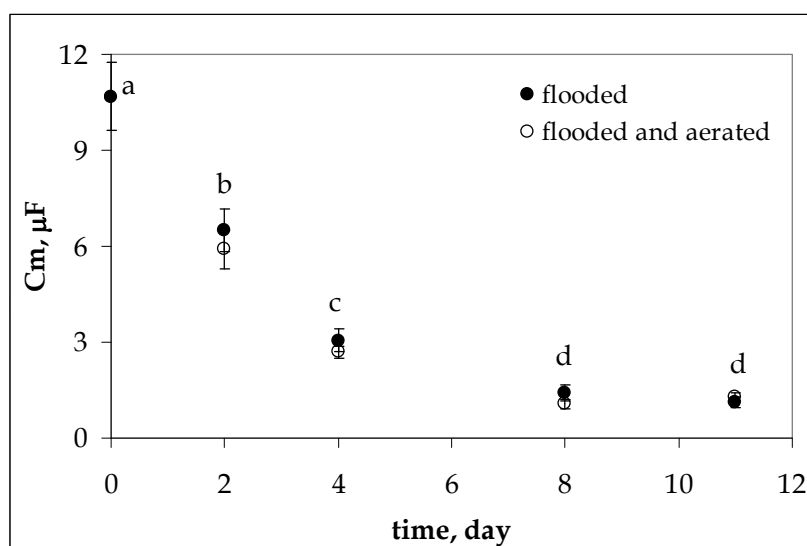 12
9
6
3
0
Cm, μF
a
b
c
d
d
flooded
flooded and aerated
0 2 4 6 8 10 12
time, day